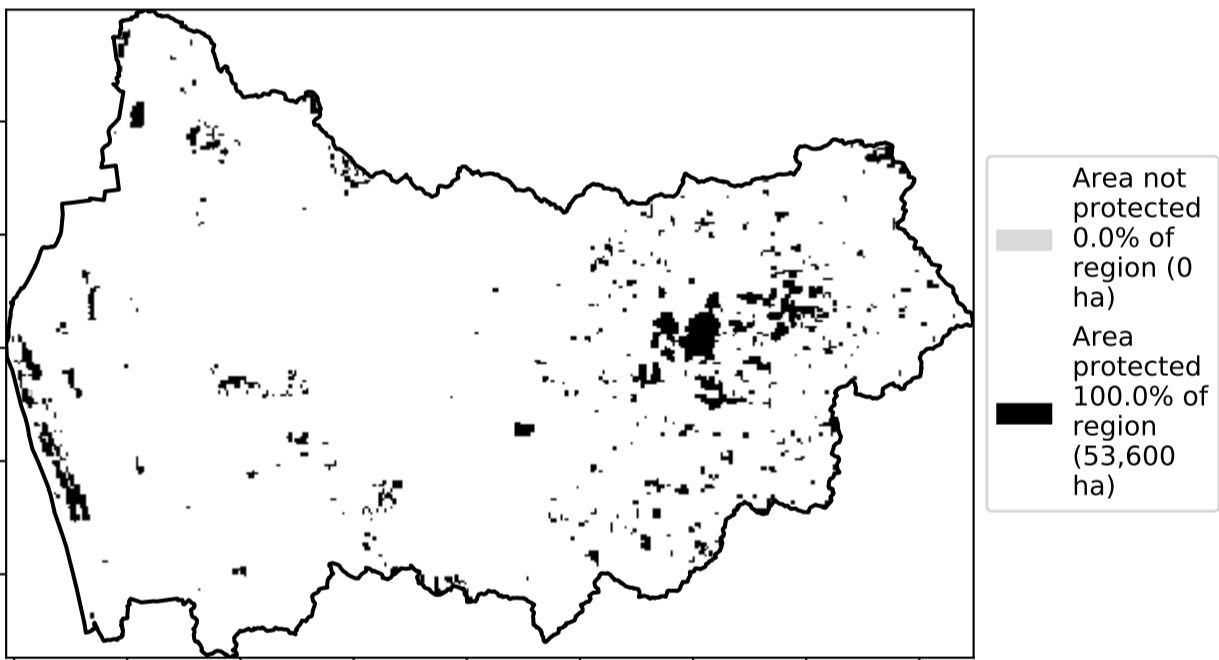 Area not
protected
0.0% of
region (0
ha)
Area
protected
100.0% of
region
(53,600
ha)